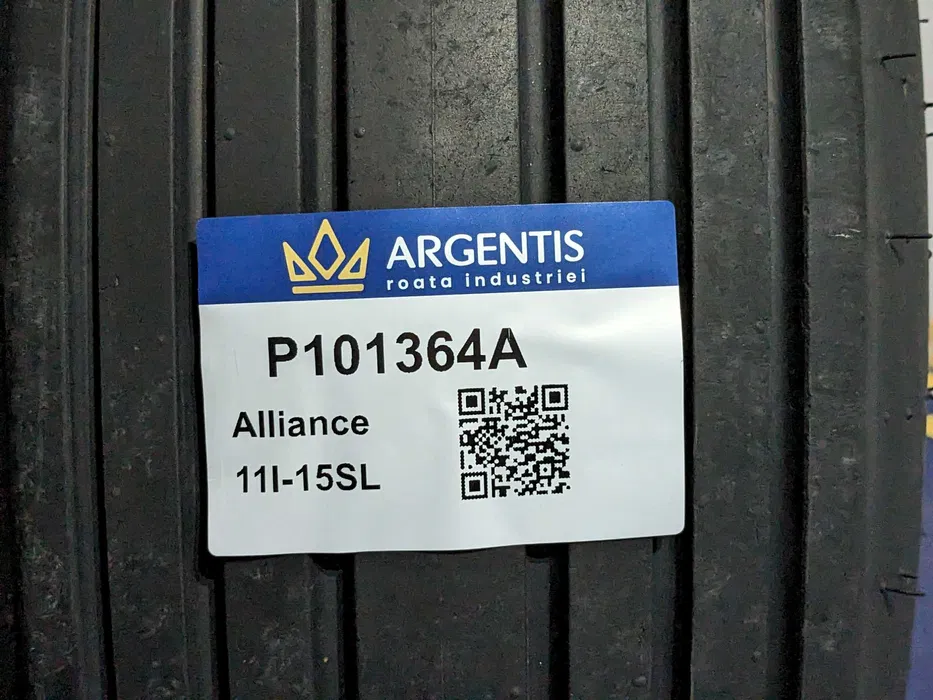 ARGENTIS
roata industriei
P101364A
Alliance
11I-15SL